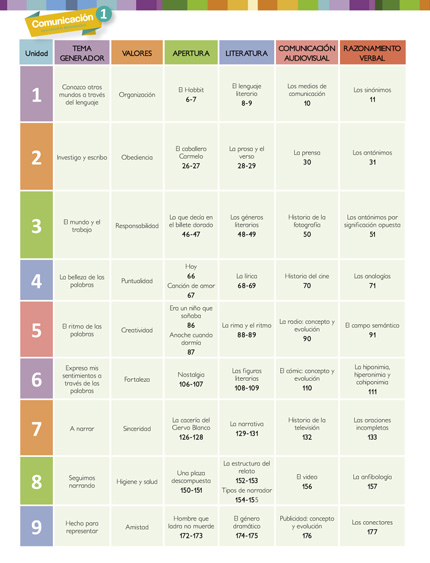 Comunicación 1
Unidad
TEMA
GENERADOR
VALORES
APERTURA
LITERATURA
COMUNICACIÓN
AUDIOVISUAL
RAZONAMIENTO
VERBAL
1
Conozco otros
mundos a través
del lenguaje
Organización
El Hobbit
6-7
El lenguaje
literario
8-9
Los medios de
comunicación
10
Los sinónimos
11
2
Investigo y escribo
Obediencia
El caballero
Carmelo
26-27
La prosa y el
verso
28-29
La prensa
30
Los antónimos
31
3
El mundo y el
trabajo
Responsabilidad
Lo que decía en
el billete dorado
46-47
Los géneros
literarios
48-49
Historia de la
fotografía
50
Los antónimos por
significación opuesta
51
4
La belleza de las
palabras
Puntualidad
Hoy
66
Canción de amor
67
La lírica
68-69
Historia del cine
70
Las analogías
71
5
El ritmo de las
palabras
Creatividad
Era un niño que
soñaba
86
Anoche cuando
dormía
87
La rima y el ritmo
88-89
La radio: concepto y
evolución
90
El campo semántico
91
6
Expreso mis
sentimientos a
través de las
palabras
Fortaleza
Nostalgia
106-107
Las figuras
literarias
108-109
El cómic: concepto y
evolución
110
La hiponimia,
hiperonimia y
cohiponimia
111
7
A narrar
Sinceridad
La cacería del
Ciervo Blanco
126-128
La narrativa
129-131
Historia de la
televisión
132
Las oraciones
incompletas
133
8
Seguimos
narrando
Higiene y salud
Una plaza
descompuesta
150-151
La estructura del
relato
152-153
Tipos de narrador
154-155
El video
156
La anfibología
157
9
Hecho para
representar
Amistad
Hombre que
ladra no muerde
172-173
El género
dramático
174-175
Publicidad: concepto
y evolución
176
Los conectores
177